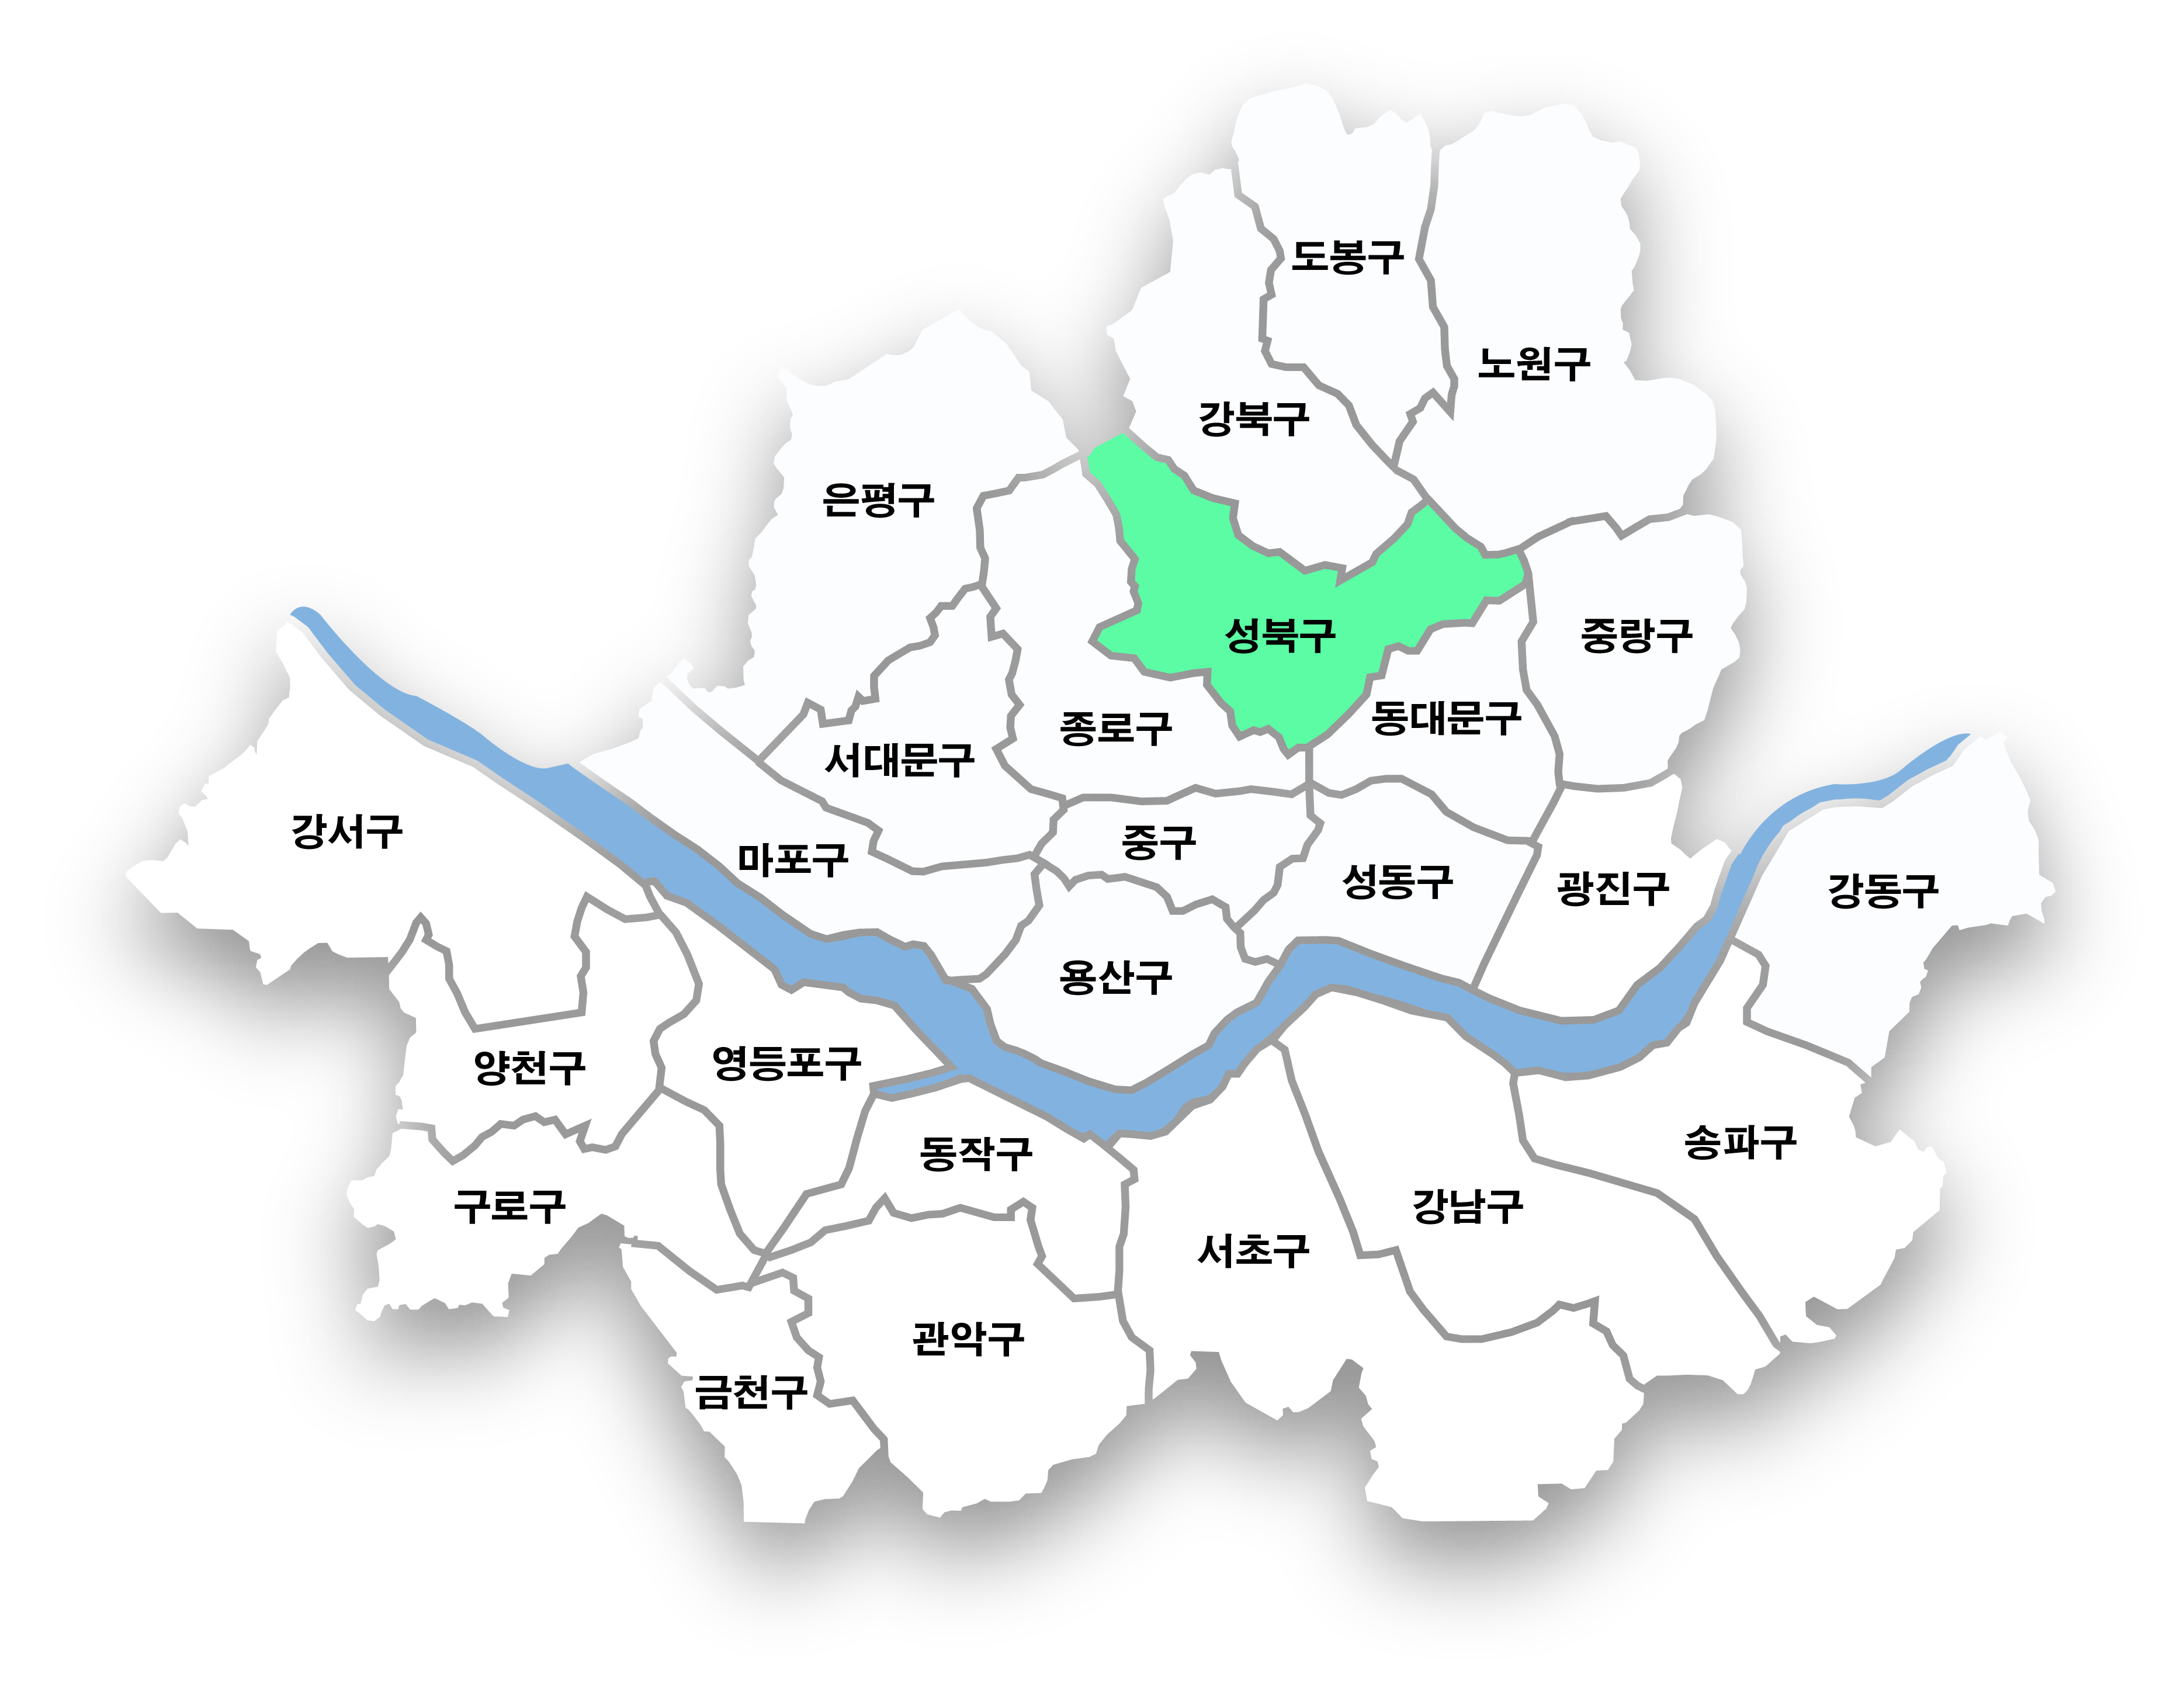 도봉구
노원구
강북구
은평구
성북구
중랑구
동대문구
종로구
서대문구
강서구
중구
마포구
성동구
광진구
강동구
용산구
영등포구
양천구
송파구
동작구
구로구
강남구
서초구
관악구
금천구